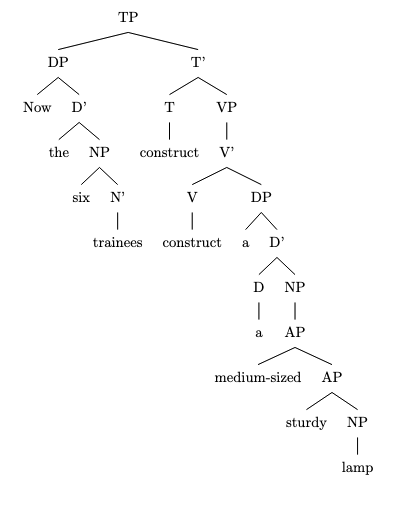 TP
DP T'
Now D' T VP
the NP construct V'
six N' V DP
trainees construct a D'
D NP
a AP
medium-sized AP
sturdy NP
lamp